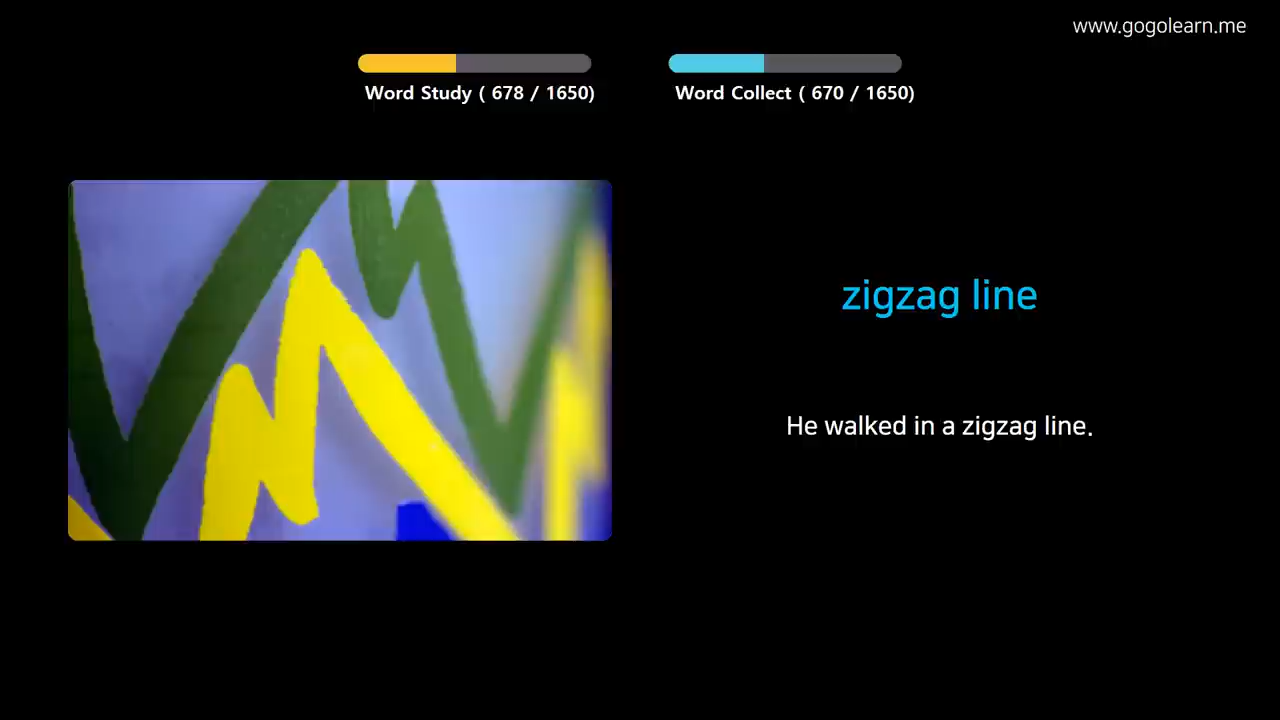 www.gogolearn.me
Word Study ( 678 / 1650)
Word Collect ( 670 / 1650)
zigzag line
He walked in a zigzag line.